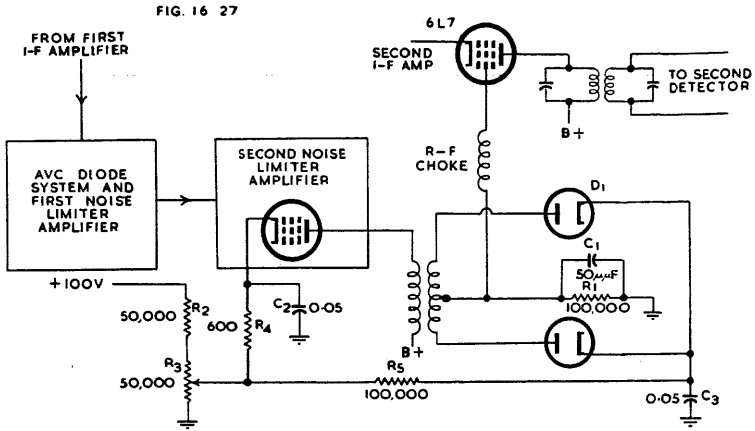 FIG. 16 27
FROM FIRST
I-F AMPLIFIER
6L7
SECOND
I-F AMP
TO SECOND
DETECTOR
B+
R-F
CHOKE
AVC DIODE
SYSTEM AND
FIRST NOISE
LIMITER
AMPLIFIER
SECOND NOISE
LIMITER
AMPLIFIER
D1
C1
50μμF
R1
100,000
+100V
R2
50,000
C2
0.05
600
R4
B+
R3
50,000
R5
100,000
0.05
C3